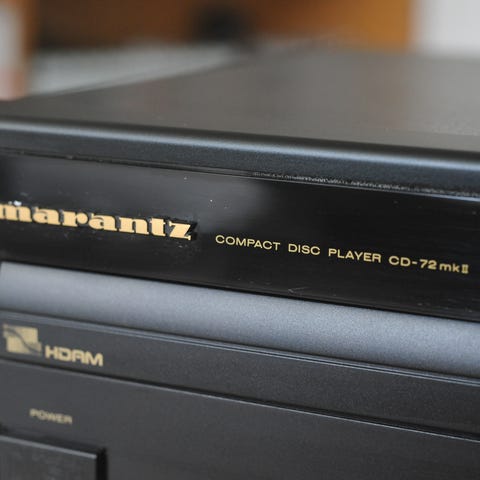 marantz
COMPACT DISC PLAYER CD-72mkII
HDAM
POWER